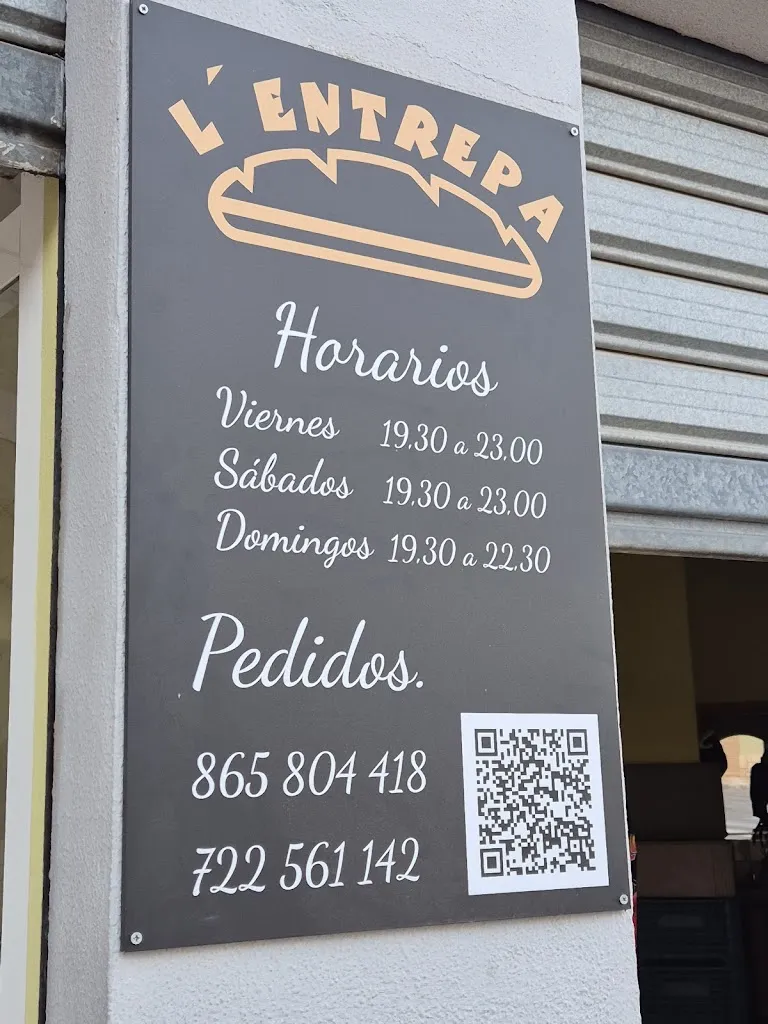 L´ENTREPA
Horarios
Viernes 19,30 a 23,00
Sábados 19,30 a 23,00
Domingos 19,30 a 22,30
Pedidos.
865 804 418
722 561 142